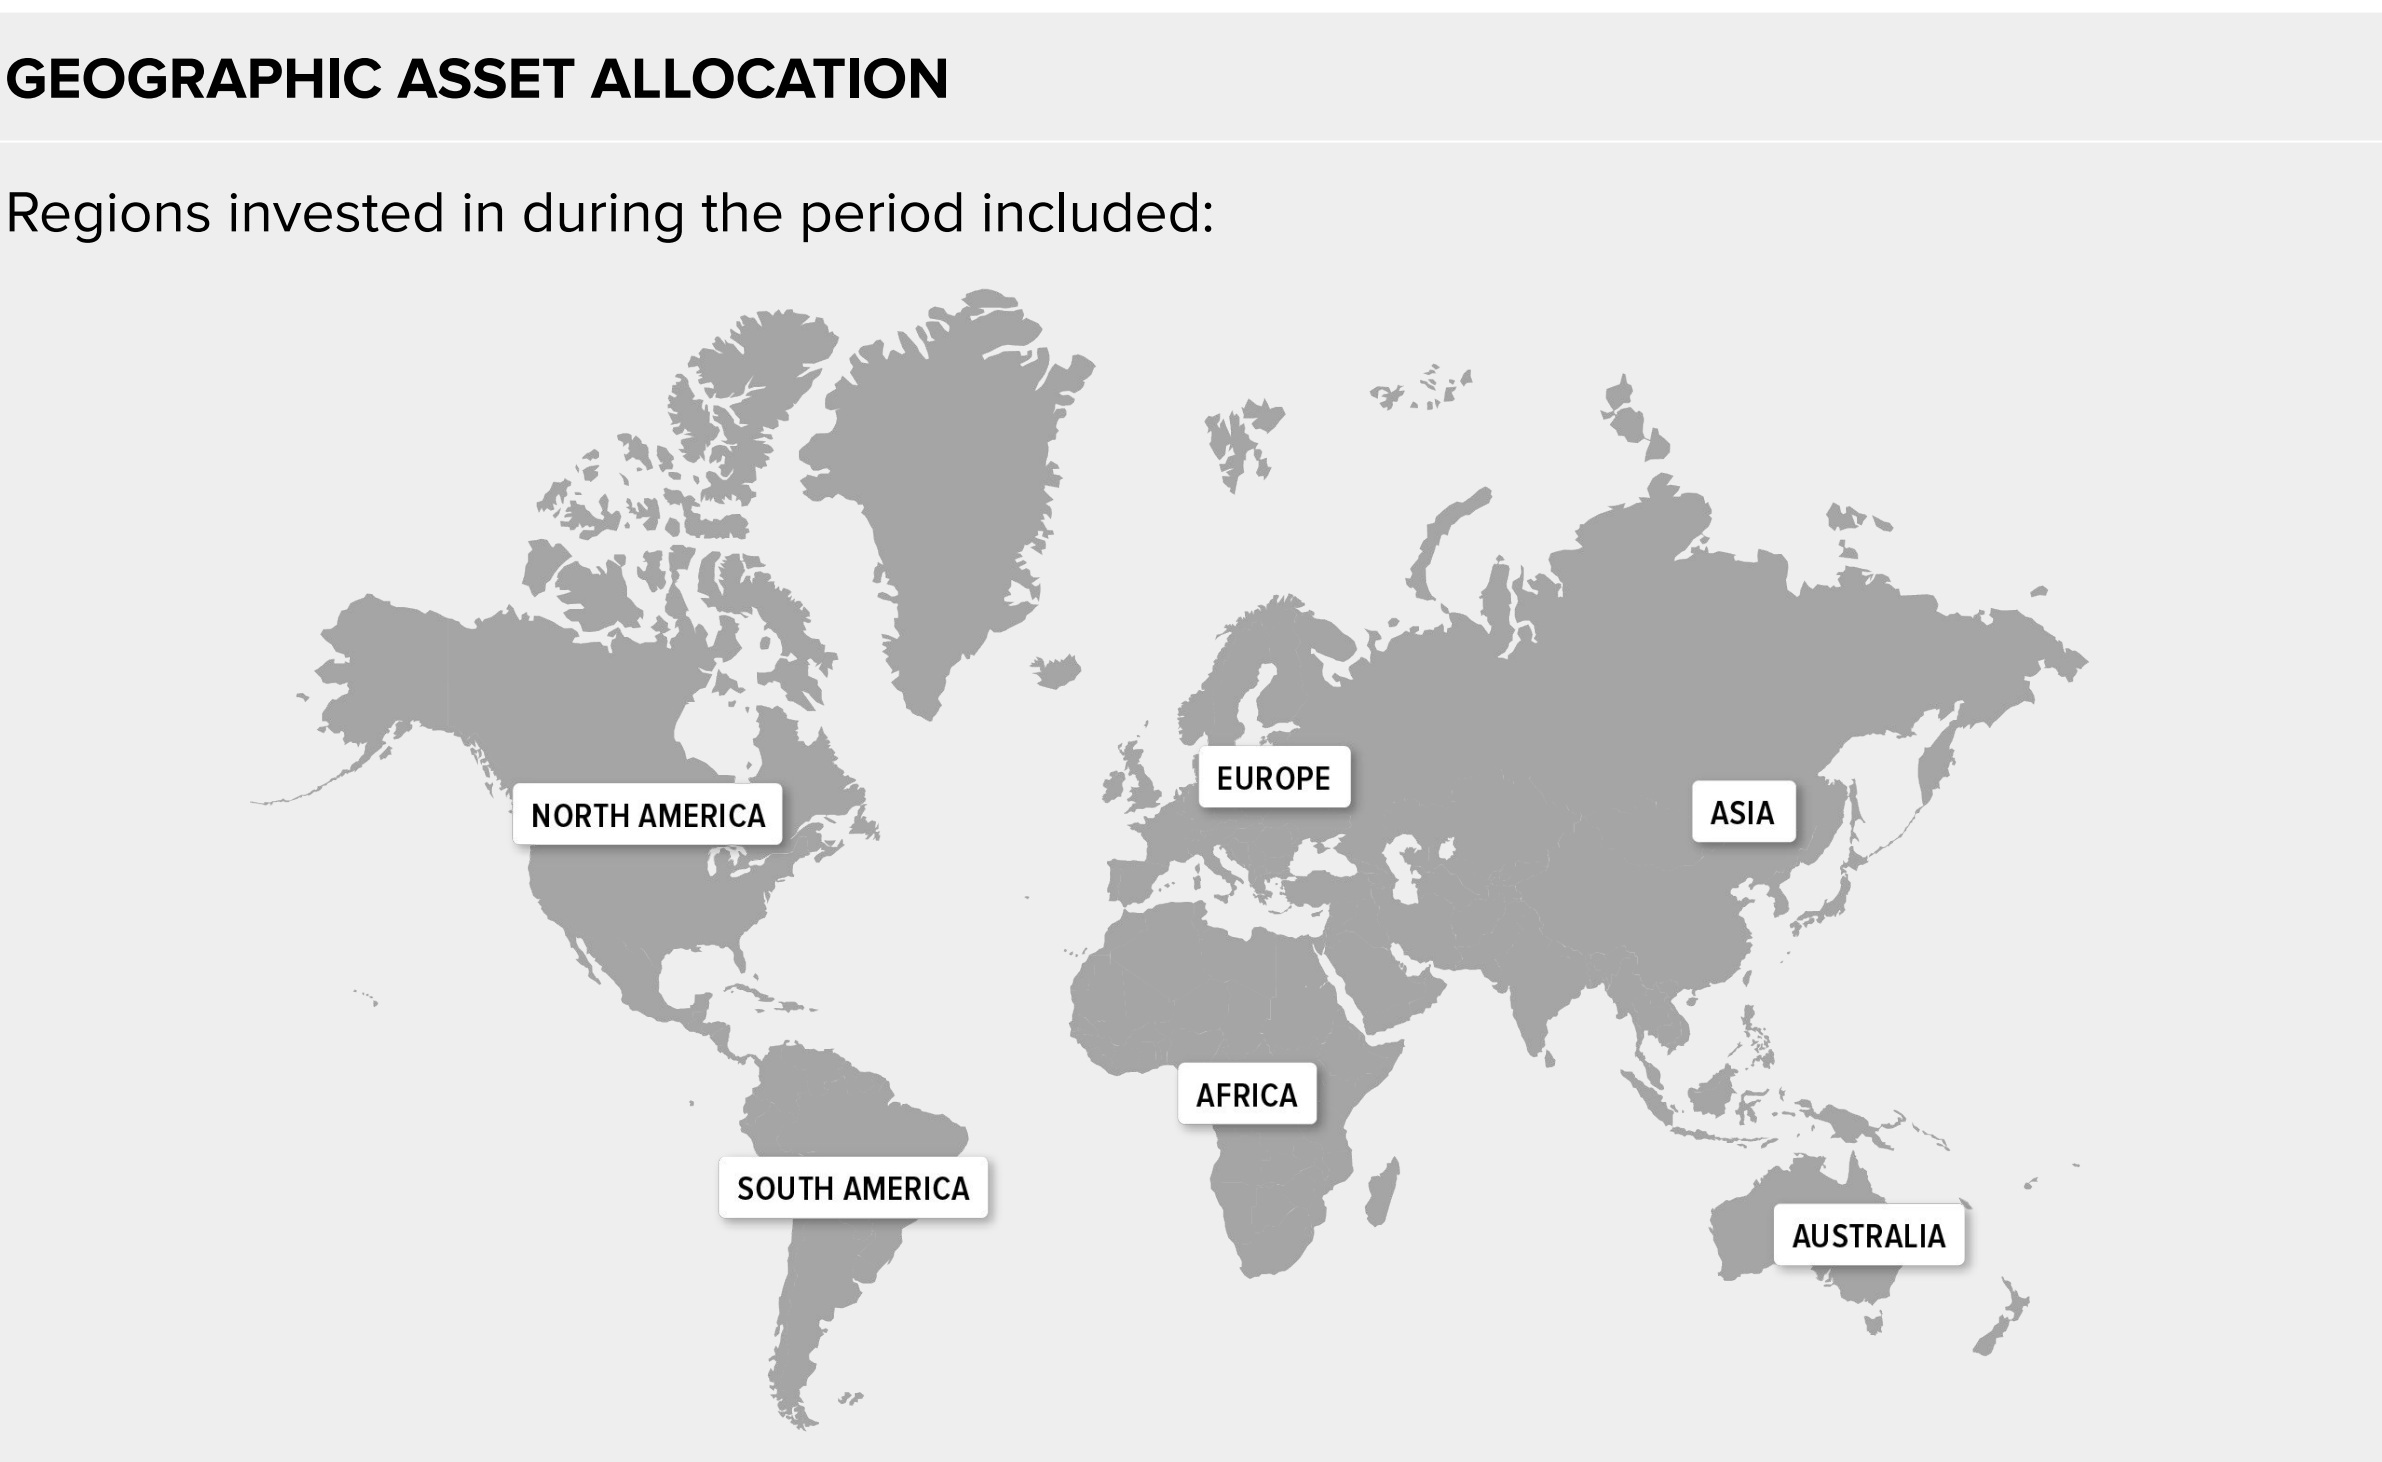 GEOGRAPHIC ASSET ALLOCATION
Regions invested in during the period included:
EUROPE
NORTH AMERICA
ASIA
AFRICA
SOUTH AMERICA
AUSTRALIA